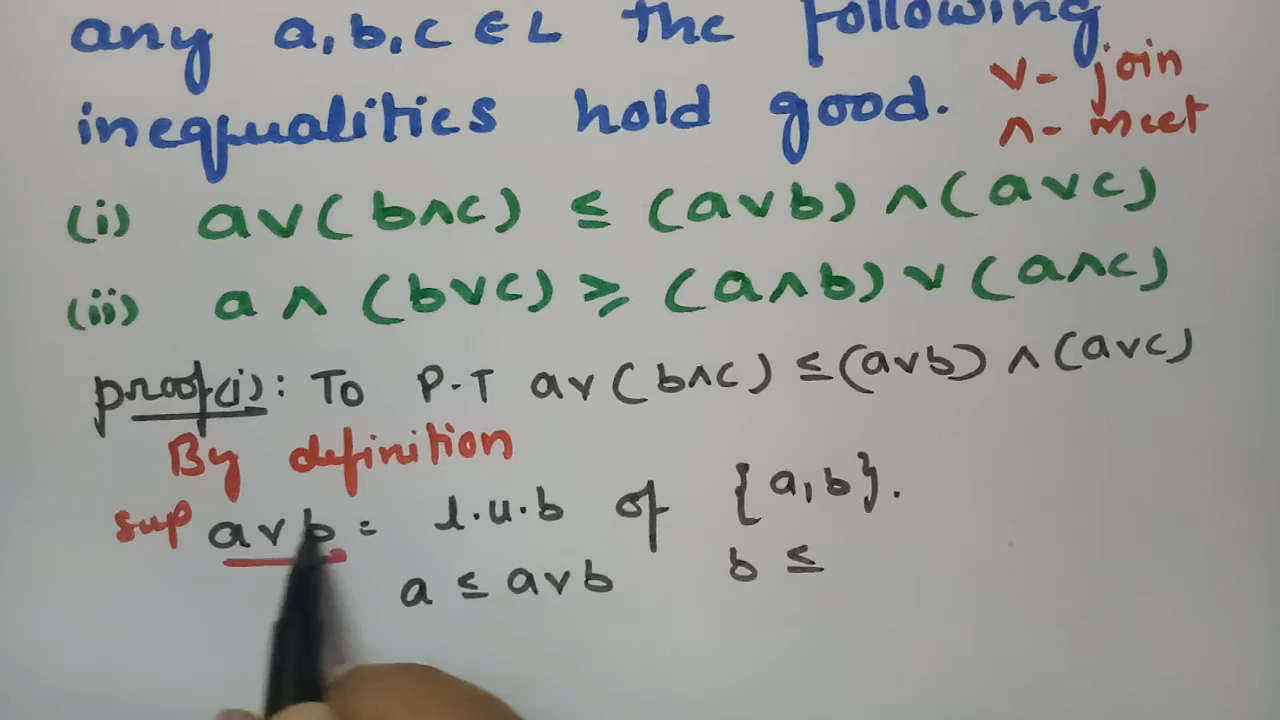 any a, b, c ∈ L the following
inequalities hold good.
v - join
∧ - meet
(i) a v (b ∧ c) ≤ (a v b) ∧ (a v c)
(ii) a ∧ (b v c) ≥ (a ∧ b) v (a ∧ c)
proof(i): To P.T a v (b ∧ c) ≤ (a v b) ∧ (a v c)
By definition
sup a v b = l.u.b of {a, b}.
a ≤ a v b b ≤